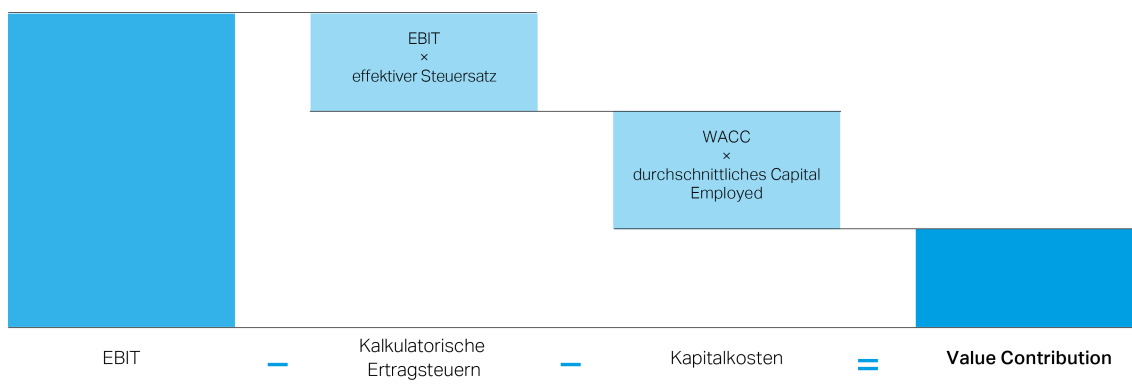 EBIT
×
effektiver Steuersatz
WACC
×
durchschnittliches Capital
Employed
EBIT
–
Kalkulatorische
Ertragsteuern
–
Kapitalkosten
=
Value Contribution